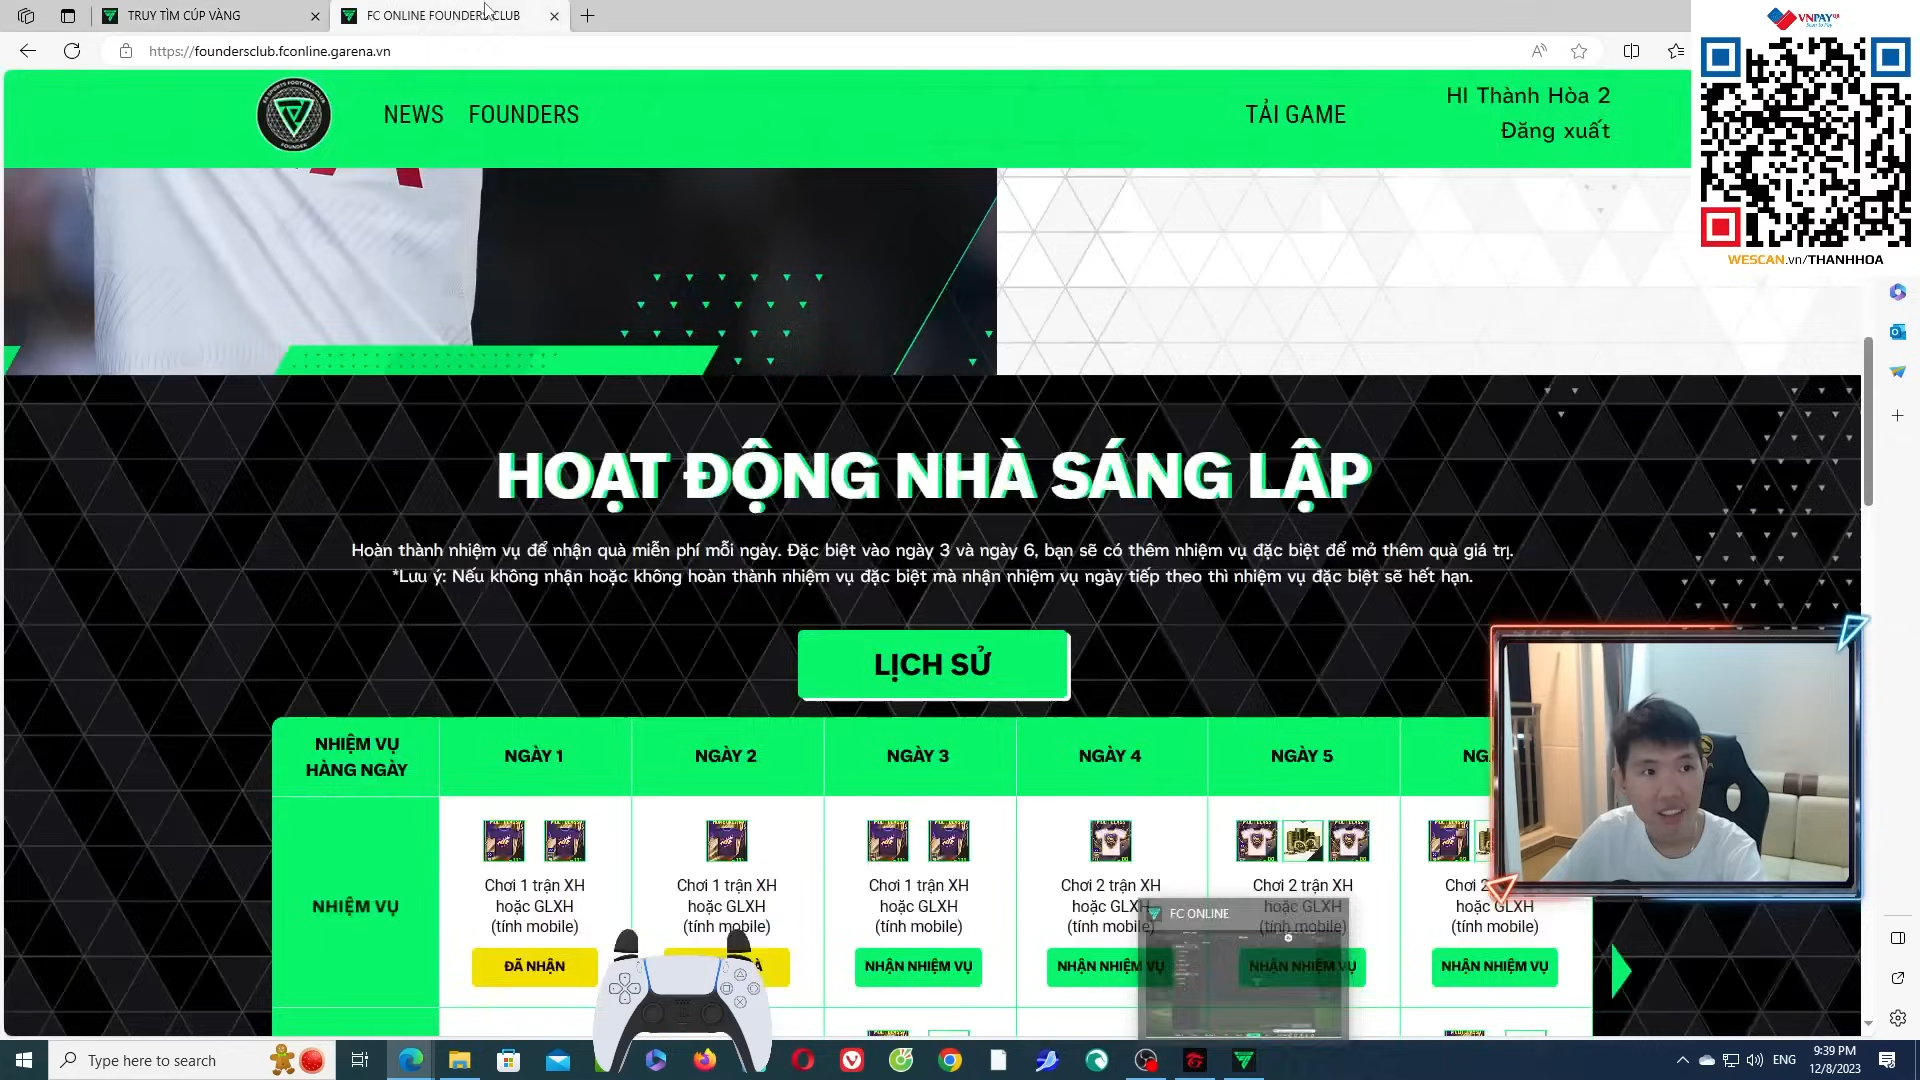 TRUY TÌM CÚP VÀNG
FC ONLINE FOUNDERS CLUB
https://foundersclub.fconline.garena.vn
VNPAY
WESCAN.vn/THANHHOA
NEWS
FOUNDERS
TẢI GAME
HI Thành Hòa 2
Đăng xuất
HOẠT ĐỘNG NHÀ SÁNG LẬP
Hoàn thành nhiệm vụ để nhận quà miễn phí mỗi ngày. Đặc biệt vào ngày 3 và ngày 6, bạn sẽ có thêm nhiệm vụ đặc biệt để mở thêm quà giá trị.
*Lưu ý: Nếu không nhận hoặc không hoàn thành nhiệm vụ đặc biệt mà nhận nhiệm vụ ngày tiếp theo thì nhiệm vụ đặc biệt sẽ hết hạn.
LỊCH SỬ
NHIỆM VỤ
HÀNG NGÀY
NGÀY 1
NGÀY 2
NGÀY 3
NGÀY 4
NGÀY 5
NHIỆM VỤ
Chơi 1 trận XH
hoặc GLXH
(tính mobile)
ĐÃ NHẬN
Chơi 1 trận XH
hoặc GLXH
(tính mobile)
Chơi 1 trận XH
hoặc GLXH
(tính mobile)
NHẬN NHIỆM VỤ
Chơi 2 trận XH
hoặc GLXH
(tính mobile)
NHẬN NHIỆM VỤ
Chơi 2 trận XH
hoặc GLXH
(tính mobile)
NHẬN NHIỆM VỤ
Chơi 2
hoặc GLXH
(tính mobile)
NHẬN NHIỆM VỤ
FC ONLINE
Type here to search
ENG
9:39 PM
12/8/2023